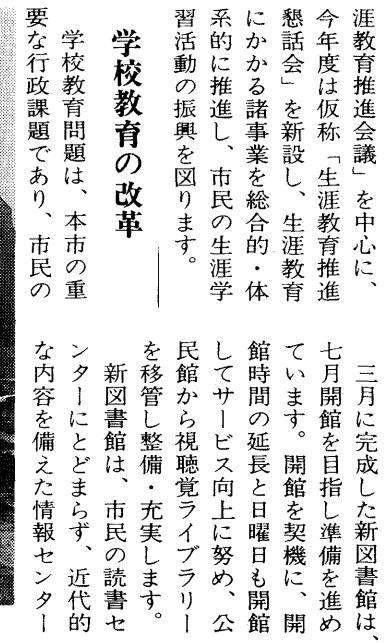 涯教育推進会議」を中心に、
今年度は仮称「生涯教育推進
懇話会」を新設し、生涯教育
にかかる諸事業を総合的・体
系的に推進し、市民の生涯学
習活動の振興を図ります。
学校教育の改革
学校教育問題は、本市の重
要な行政課題であり、市民の
三月に完成した新図書館は、
七月開館を目指し準備を進め
ています。開館を契機に、開
館時間の延長と日曜日も開館
してサービス向上に努め、公
民館から視聴覚ライブラリー
を移管し整備・充実します。
新図書館は、市民の読書セ
ンターにとどまらず、近代的
な内容を備えた情報センター